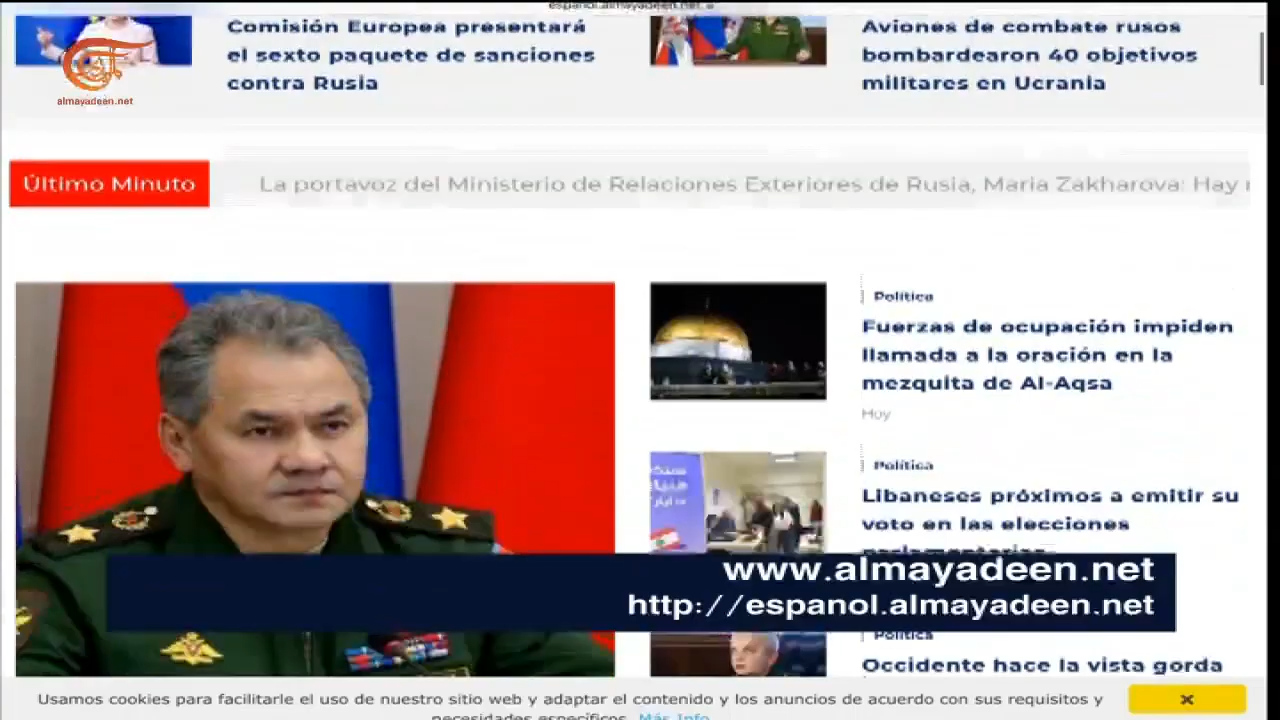 espanol.almayadeen.net
Comisión Europea presentará
el sexto paquete de sanciones
contra Rusia
Aviones de combate rusos
bombardearon 40 objetivos
militares en Ucrania
almayadeen.net
Último Minuto
La portavoz del Ministerio de Relaciones Exteriores de Rusia, Maria Zakharova: Hay
Política
Fuerzas de ocupación impiden
llamada a la oración en la
mezquita de Al-Aqsa
Hoy
Política
Libaneses próximos a emitir su
voto en las elecciones
www.almayadeen.net
http://espanol.almayadeen.net
Política
Occidente hace la vista gorda
Usamos cookies para facilitarle el uso de nuestro sitio web y adaptar el contenido y los anuncios de acuerdo con sus requisitos y
necesidades específicos. Más Info